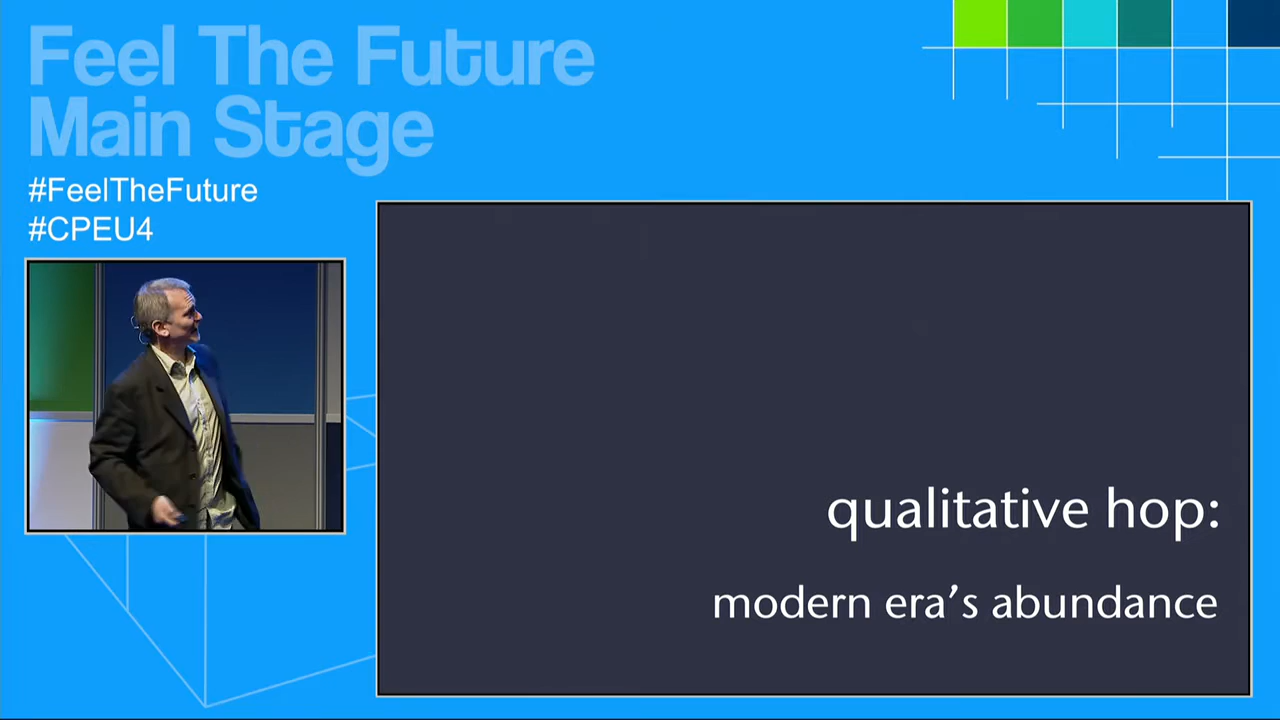 Feel The Future
Main Stage
#FeelTheFuture
#CPEU4
qualitative hop:
modern era's abundance